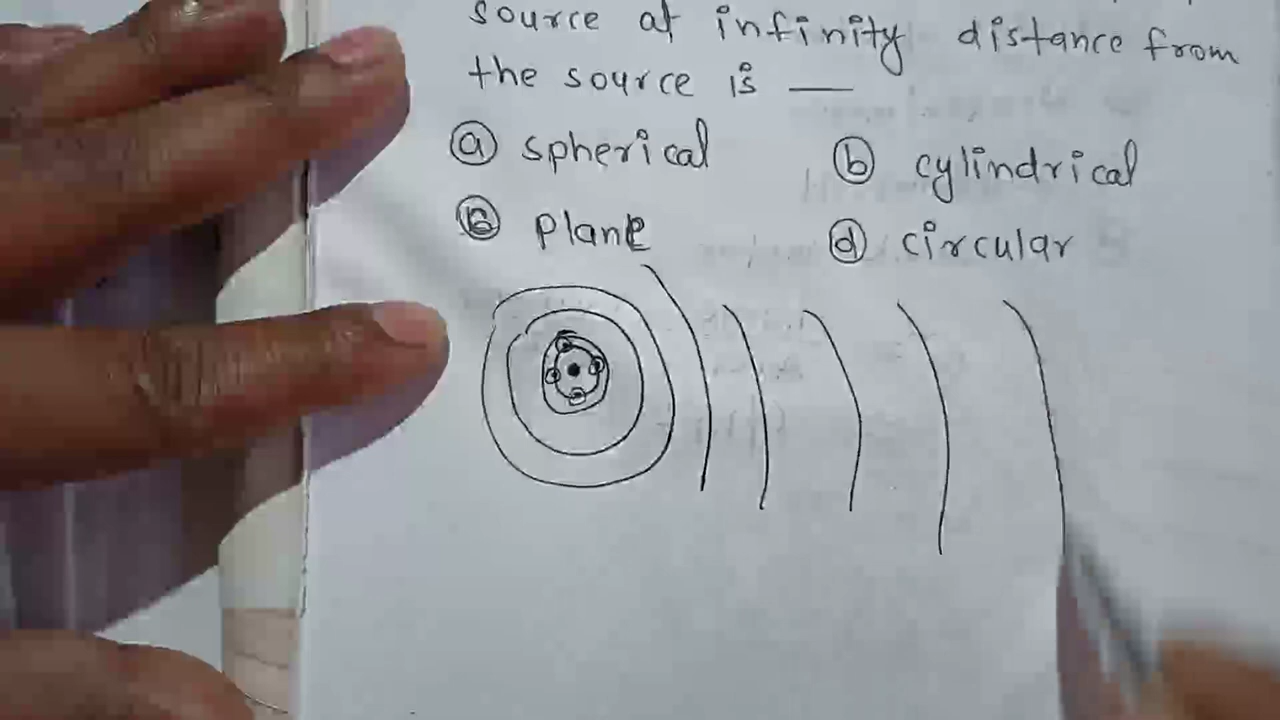 source at infinity distance from
the source is ___
ⓐ spherical ⓑ cylindrical
ⓒ plane ⓓ circular